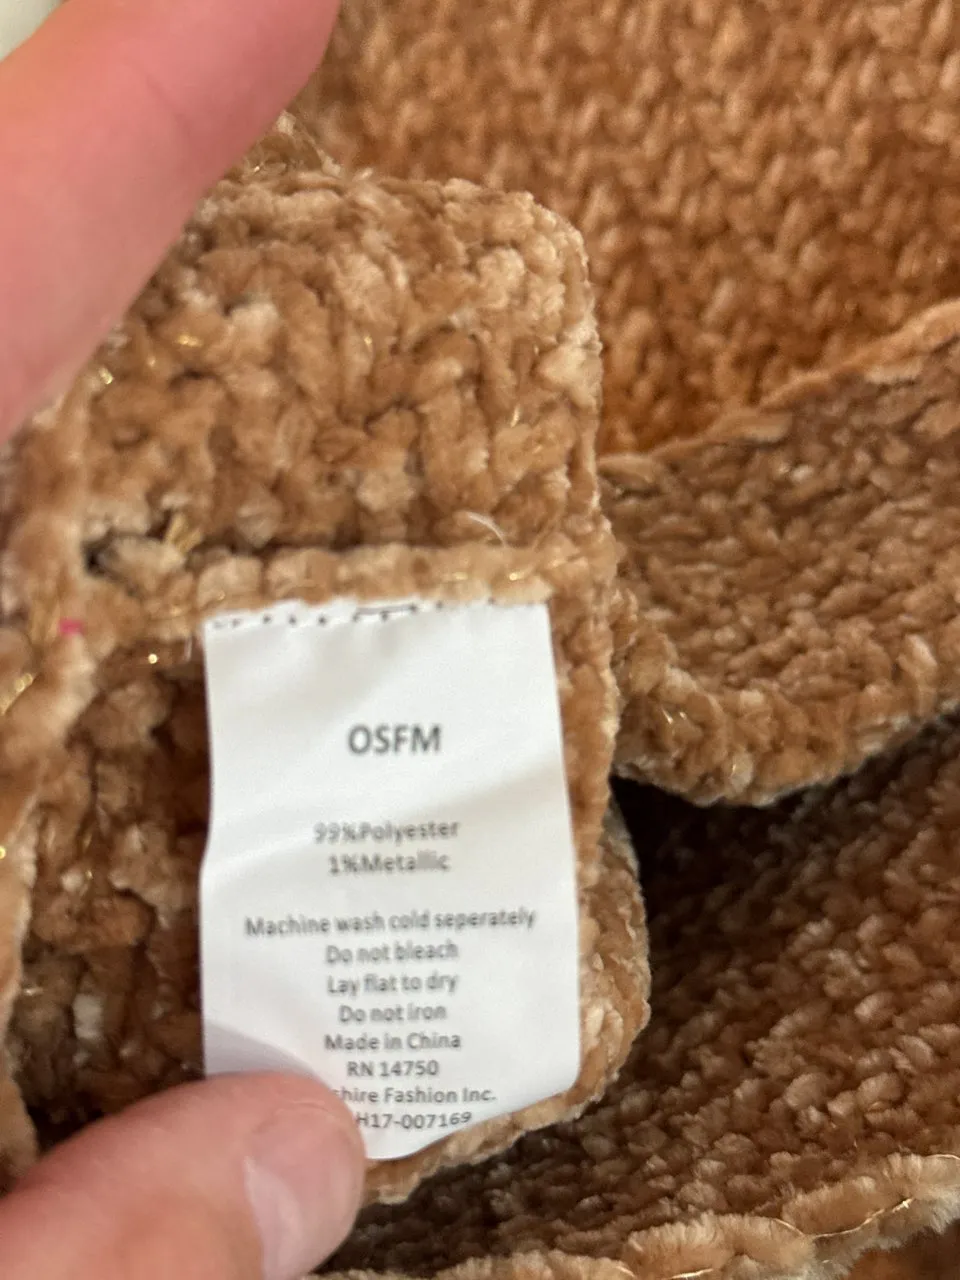 OSFM
99%Polyester
1%Metallic
Machine wash cold seperately
Do not bleach
Lay flat to dry
Do not iron
Made in China
RN 14750
Fashion Inc.
H17-007169